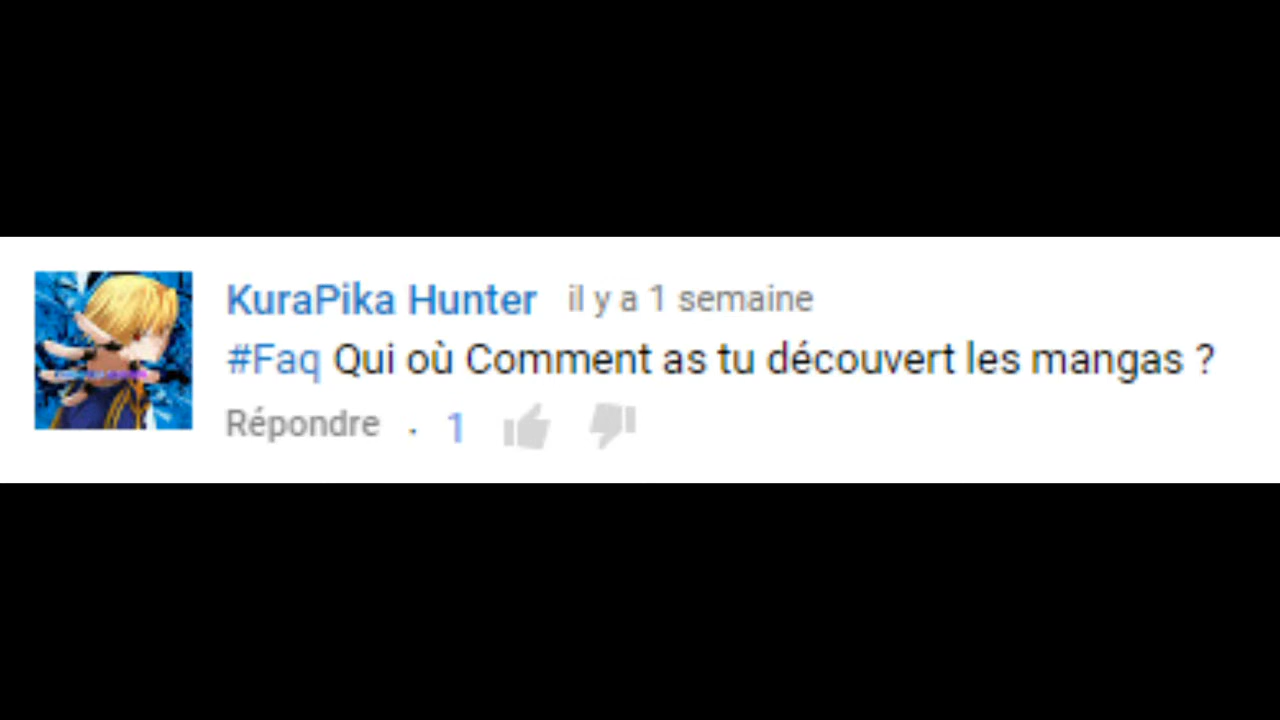 KuraPika Hunter il y a 1 semaine
#Faq Qui où Comment as tu découvert les mangas ?
Répondre . 1